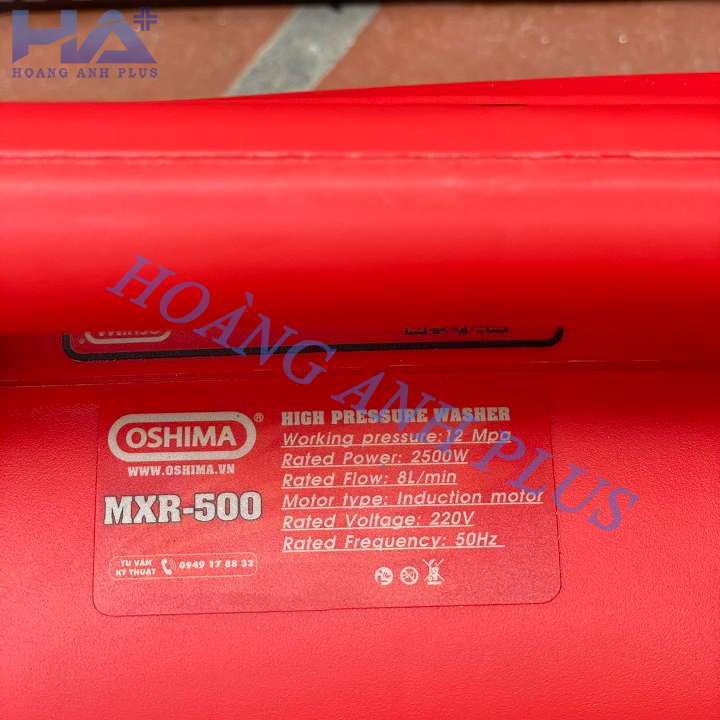 HA+
HOANG ANH PLUS
HOÀNG ANH PLUS
OSHIMA
OSHIMA®
WWW.OSHIMA.VN
MXR-500
TƯ VẤN
KỸ THUẬT
0949 17 88 33
HIGH PRESSURE WASHER
Working pressure:12 Mpa
Rated Power: 2500W
Rated Flow: 8L/min
Motor type: Induction motor
Rated Voltage: 220V
Rated Frequency: 50Hz